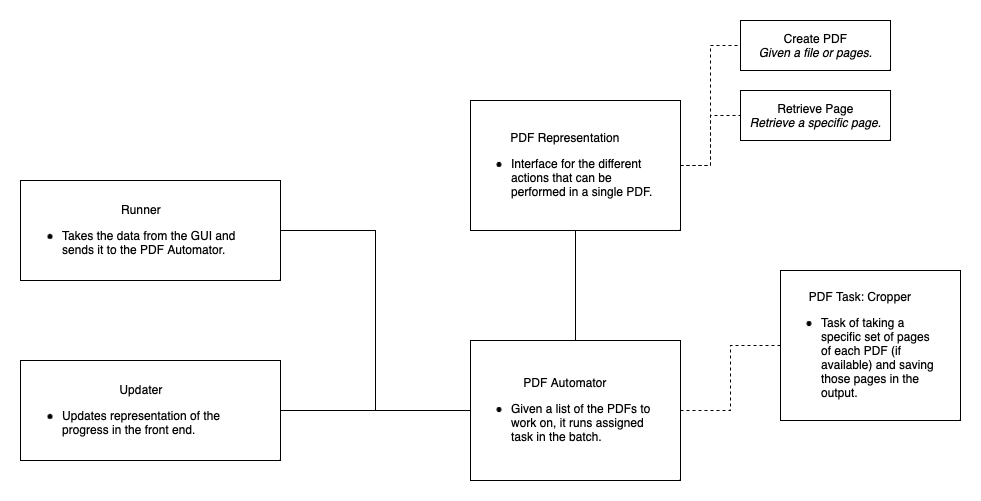 Create PDF
Given a file or pages.
Retrieve Page
Retrieve a specific page.
PDF Representation
● Interface for the different
actions that can be
performed in a single PDF.
Runner
● Takes the data from the GUI and
sends it to the PDF Automator.
PDF Task: Cropper
● Task of taking a
specific set of pages
of each PDF (if
available) and saving
those pages in the
output.
Updater
● Updates representation of the
progress in the front end.
PDF Automator
● Given a list of the PDFs to
work on, it runs assigned
task in the batch.